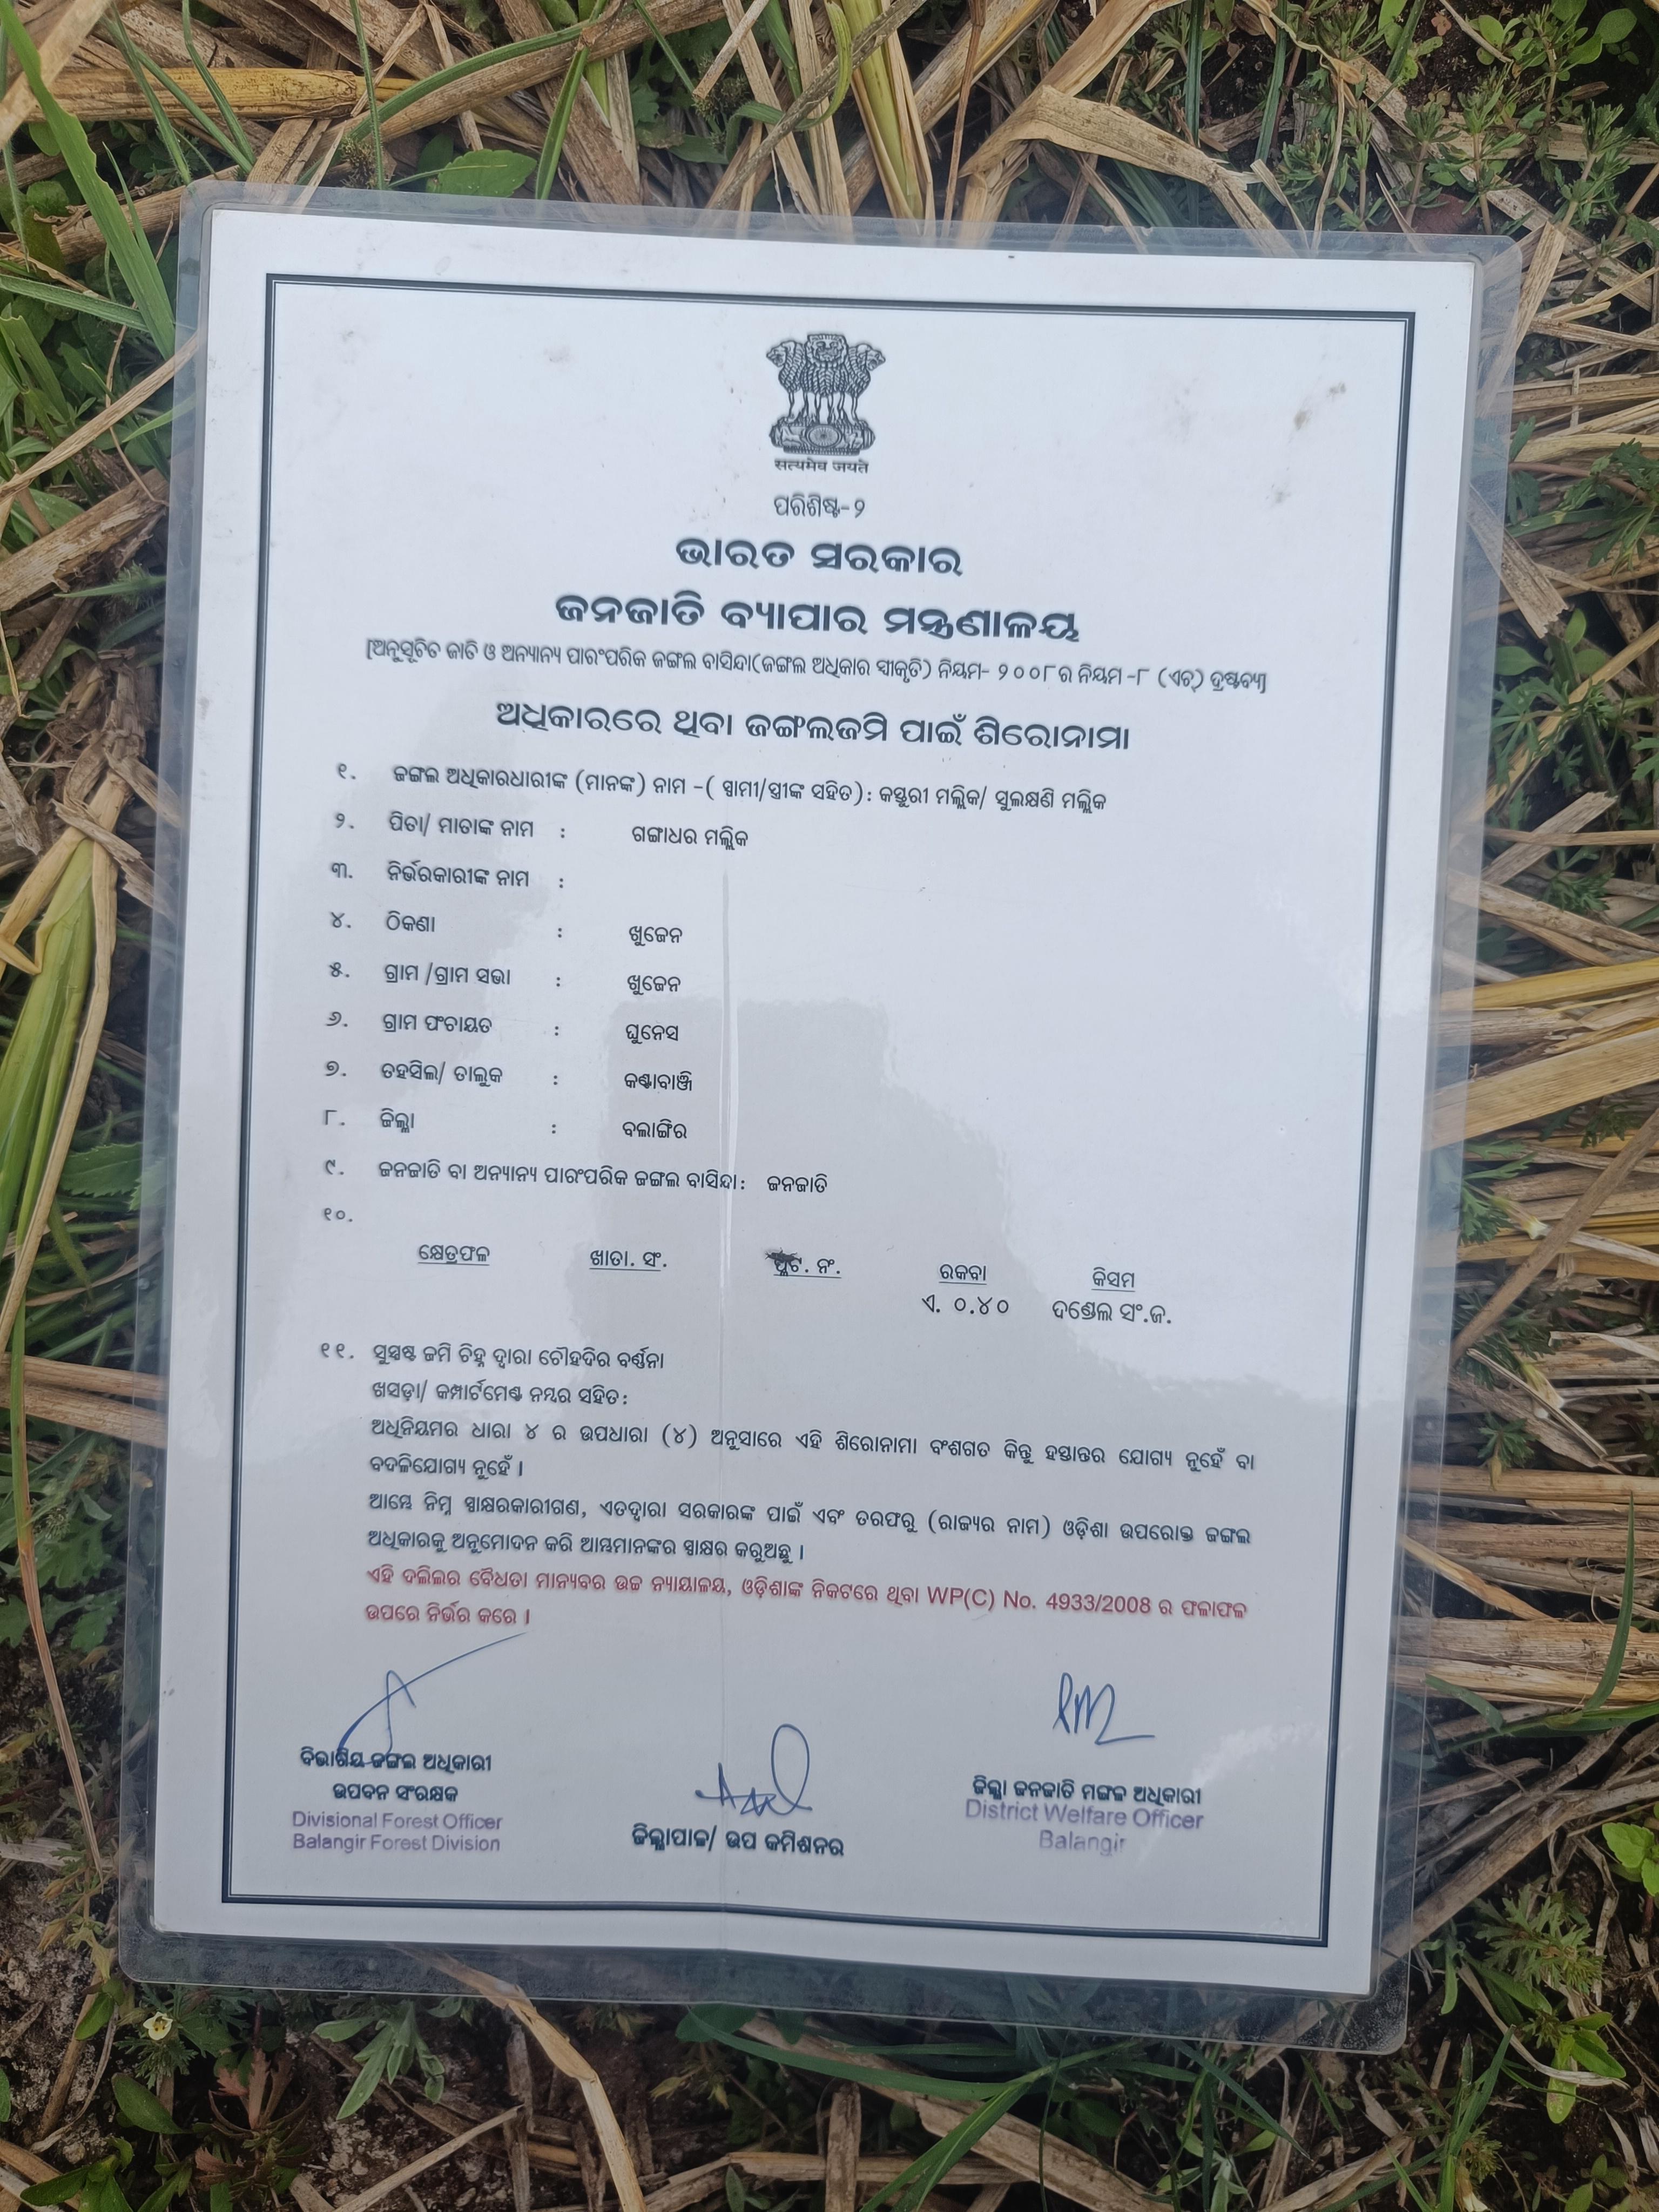 सत्यमेव जयते
ପରିଶିଷ୍ଟ-୨
ଭାରତ ସରକାର
ଜନଜାତି ବ୍ୟାପାର ମନ୍ତ୍ରଣାଳୟ
[ଅନୁସୂଚିତ ଜାତି ଓ ଅନ୍ୟାନ୍ୟ ପାରଂପରିକ ଜଙ୍ଗଲ ବାସିନ୍ଦା(ଜଙ୍ଗଲ ଅଧିକାର ସ୍ୱୀକୃତି) ନିୟମ- ୨୦୦୮ର ନିୟମ -୮ (ଏଚ୍) ଦ୍ରଷ୍ଟବ୍ୟ]
ଅଧିକାରରେ ଥିବା ଜଙ୍ଗଲଜମି ପାଇଁ ଶିରୋନାମା
୧. ଜଙ୍ଗଲ ଅଧିକାରଧାରୀଙ୍କ (ମାନଙ୍କ) ନାମ -( ସ୍ୱାମୀ/ସ୍ତ୍ରୀଙ୍କ ସହିତ): କସ୍ତୁରୀ ମଲ୍ଲିକ/ ସୁଲକ୍ଷଣି ମଲ୍ଲିକ
୨. ପିତା/ ମାତାଙ୍କ ନାମ : ଗଙ୍ଗାଧର ମଲ୍ଲିକ
୩. ନିର୍ଭରକାରୀଙ୍କ ନାମ :
୪. ଠିକଣା : ଖୁଜେନ
୫. ଗ୍ରାମ /ଗ୍ରାମ ସଭା : ଖୁଜେନ
୬. ଗ୍ରାମ ପଂଚାୟତ : ଘୁନେସ
୭. ତହସିଲ/ ତାଲୁକ : କଣ୍ଟାବାଞ୍ଜି
୮. ଜିଲ୍ଲା : ବଲାଙ୍ଗିର
୯. ଜନଜାତି ବା ଅନ୍ୟାନ୍ୟ ପାରଂପରିକ ଜଙ୍ଗଲ ବାସିନ୍ଦା: ଜନଜାତି
୧୦.
କ୍ଷେତ୍ରଫଳ ଖାତା. ସଂ. ପ୍ଲଟ. ନଂ. ରକବା କିସମ
ଏ. ୦.୪୦ ଦଣ୍ଡେଲ ସଂ.ଜ.
୧୧. ସୁସ୍ପଷ୍ଟ ଜମି ଚିହ୍ନ ଦ୍ୱାରା ଚୌହଦିର ବର୍ଣ୍ଣନା
ଖସଡ଼ା/ କମ୍ପାର୍ଟମେଣ୍ଟ ନମ୍ବର ସହିତ:
ଅଧିନିୟମର ଧାରା ୪ ର ଉପଧାରା (୪) ଅନୁସାରେ ଏହି ଶିରୋନାମା ବଂଶଗତ କିନ୍ତୁ ହସ୍ତାନ୍ତର ଯୋଗ୍ୟ ନୁହେଁ ବା
ବଦଳିଯୋଗ୍ୟ ନୁହେଁ ।
ଆମ୍ଭେ ନିମ୍ନ ସ୍ୱାକ୍ଷରକାରୀଗଣ, ଏତଦ୍ଵାରା ସରକାରଙ୍କ ପାଇଁ ଏବଂ ତରଫରୁ (ରାଜ୍ୟର ନାମ) ଓଡ଼ିଶା ଉପରୋକ୍ତ ଜଙ୍ଗଲ
ଅଧିକାରକୁ ଅନୁମୋଦନ କରି ଆମ୍ଭମାନଙ୍କର ସ୍ୱାକ୍ଷର କରୁଅଛୁ ।
ଏହି ଦଲିଲର ବୈଧତା ମାନ୍ୟବର ଉଚ୍ଚ ନ୍ୟାୟାଳୟ, ଓଡ଼ିଶାଙ୍କ ନିକଟରେ ଥିବା WP(C) No. 4933/2008 ର ଫଳାଫଳ
ଉପରେ ନିର୍ଭର କରେ ।
ବିଭାଗିୟ ଜଙ୍ଗଲ ଅଧିକାରୀ
ଉପବନ ସଂରକ୍ଷକ
Divisional Forest Officer
Balangir Forest Division
ଜିଲ୍ଲାପାଳ/ ଉପ କମିଶନର
ଜିଲ୍ଲା ଜନଜାତି ମଙ୍ଗଳ ଅଧିକାରୀ
District Welfare Officer
Balangir